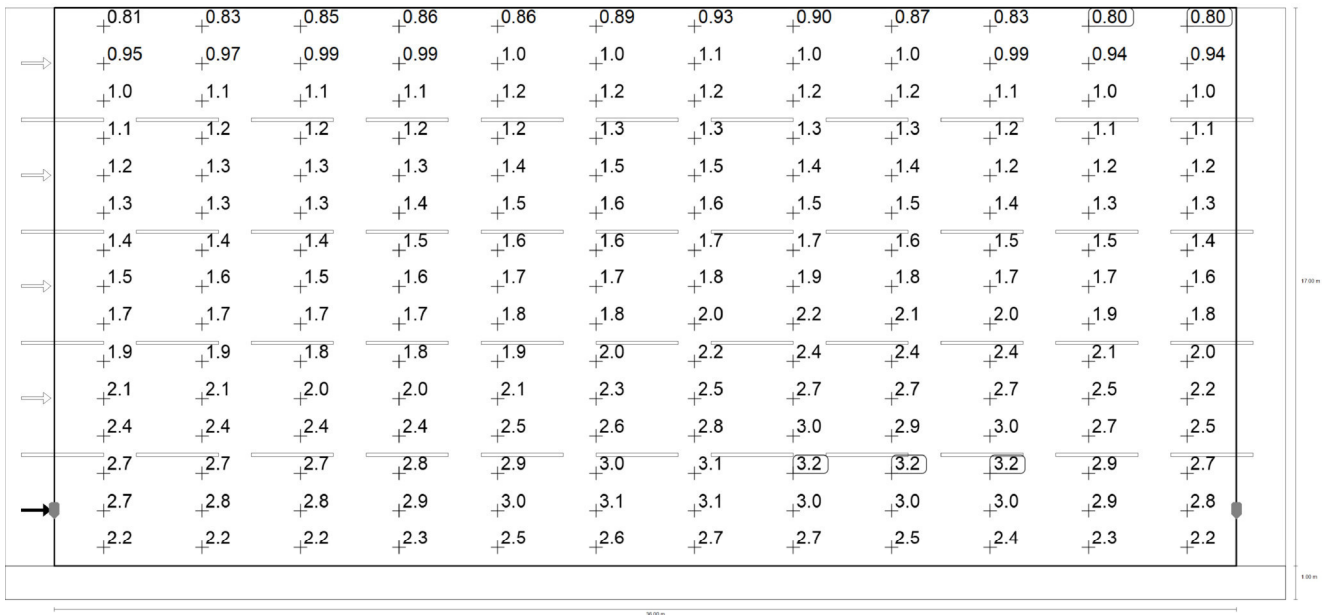 0.81 0.83 0.85 0.86 0.86 0.89 0.93 0.90 0.87 0.83 0.80 0.80
0.95 0.97 0.99 0.99 1.0 1.0 1.1 1.0 1.0 0.99 0.94 0.94
1.0 1.1 1.1 1.1 1.2 1.2 1.2 1.2 1.2 1.1 1.0 1.0
1.1 1.2 1.2 1.2 1.2 1.3 1.3 1.3 1.3 1.2 1.1 1.1
1.2 1.3 1.3 1.3 1.4 1.5 1.5 1.4 1.4 1.2 1.2 1.2
1.3 1.3 1.3 1.4 1.5 1.6 1.6 1.5 1.5 1.4 1.3 1.3
1.4 1.4 1.4 1.5 1.6 1.6 1.7 1.7 1.6 1.5 1.5 1.4
1.5 1.6 1.5 1.6 1.7 1.7 1.8 1.9 1.8 1.7 1.7 1.6
17.00 m
1.7 1.7 1.7 1.7 1.8 1.8 2.0 2.2 2.1 2.0 1.9 1.8
1.9 1.9 1.8 1.8 1.9 2.0 2.2 2.4 2.4 2.4 2.1 2.0
2.1 2.1 2.0 2.0 2.1 2.3 2.5 2.7 2.7 2.7 2.5 2.2
2.4 2.4 2.4 2.4 2.5 2.6 2.8 3.0 2.9 3.0 2.7 2.5
2.7 2.7 2.7 2.8 2.9 3.0 3.1 3.2 3.2 3.2 2.9 2.7
2.7 2.8 2.8 2.9 3.0 3.1 3.1 3.0 3.0 3.0 2.9 2.8
2.2 2.2 2.2 2.3 2.5 2.6 2.7 2.7 2.5 2.4 2.3 2.2
1.00 m
36.00 m